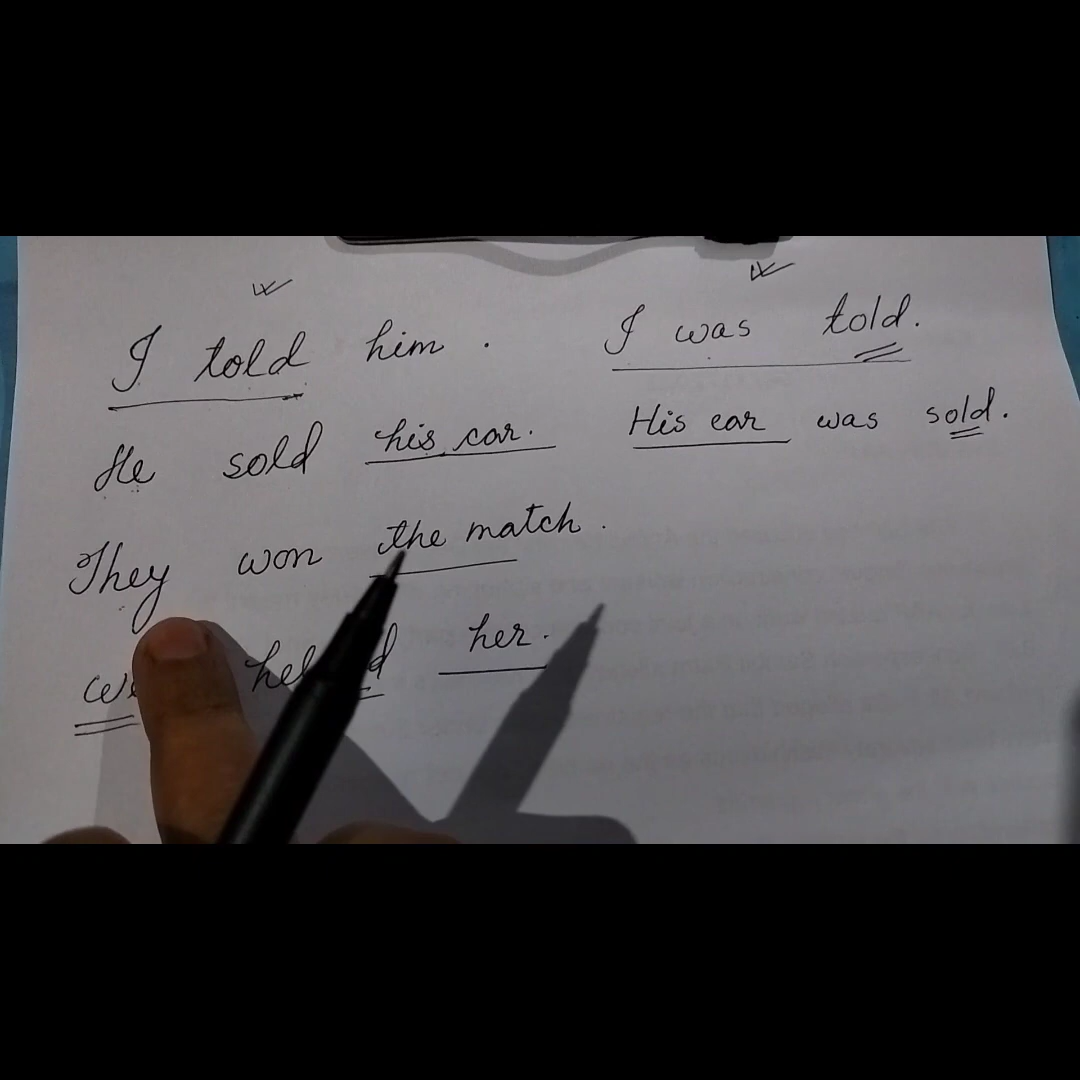 I told him. I was told.
He sold his car. His car was sold.
They won the match.
her.